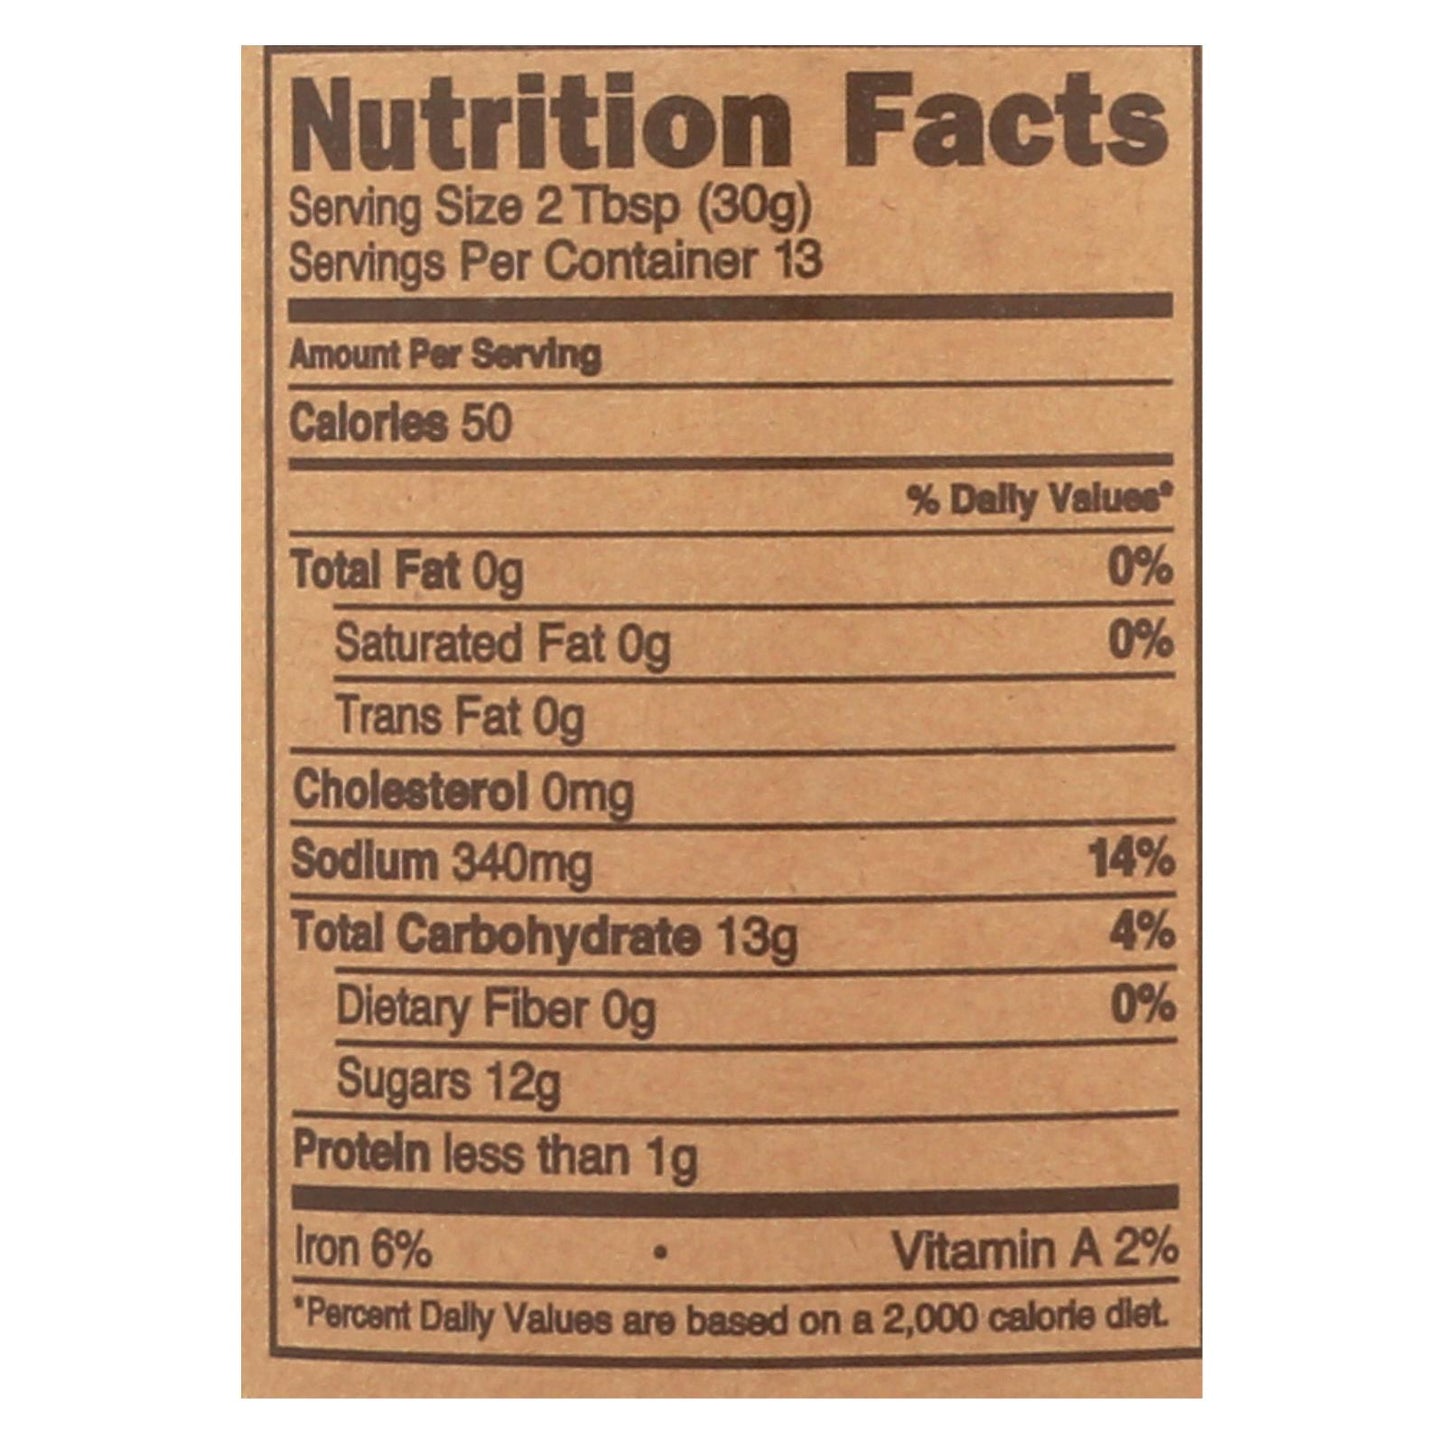 Nutrition Facts
Serving Size 2 Tbsp (30g)
Servings Per Container 13
Amount Per Serving
Calories 50
% Daily Values*
Total Fat 0g 0%
Saturated Fat 0g 0%
Trans Fat 0g
Cholesterol 0mg
Sodium 340mg 14%
Total Carbohydrate 13g 4%
Dietary Fiber 0g 0%
Sugars 12g
Protein less than 1g
Iron 6% • Vitamin A 2%
*Percent Daily Values are based on a 2,000 calorie diet.